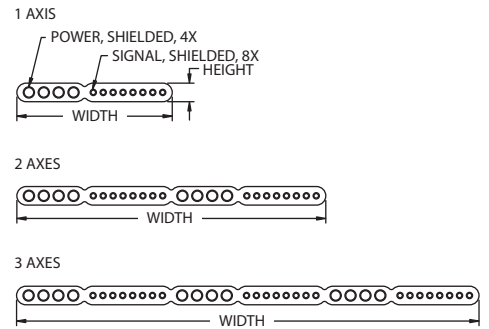 1 AXIS
POWER, SHIELDED, 4X
SIGNAL, SHIELDED, 8X
HEIGHT
WIDTH
2 AXES
WIDTH
3 AXES
WIDTH